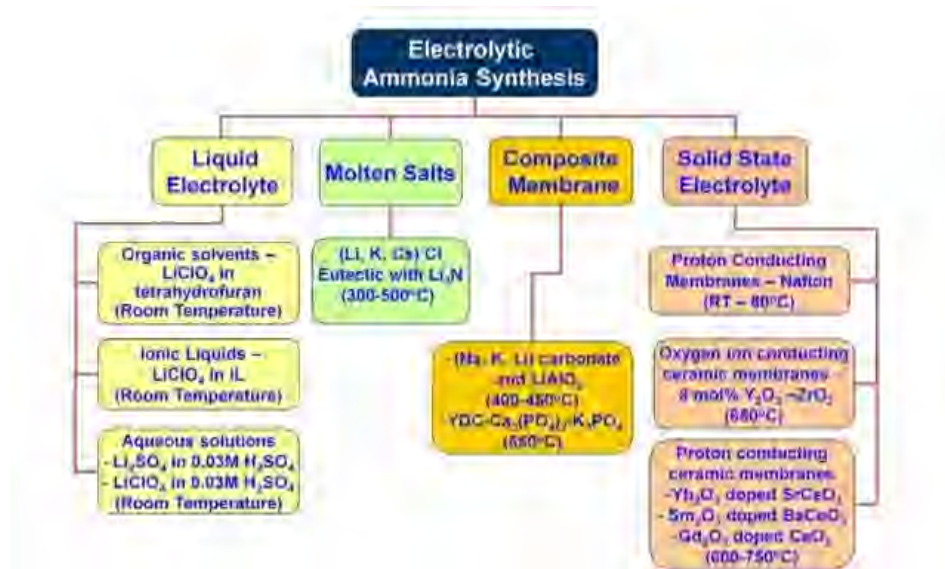 Electrolytic
Ammonia Synthesis
Liquid
Electrolyte
Molten Salts
Composite
Membrane
Solid State
Electrolyte
Organic solvents –
LiClO₄ in
tetrahydrofuran
(Room Temperature)
Ionic Liquids –
LiClO₄ in IL
(Room Temperature)
Aqueous solutions
- Li₂SO₄ in 0.03M H₂SO₄
- LiClO₄ in 0.03M H₂SO₄
(Room Temperature)
(Li, K, Cs) Cl
Eutectic with Li₃N
(300-500°C)
- (Na, K, Li) carbonate
and LiAlO₂
(400-450°C)
-YDC-Ca₃(PO₄)₂-K₃PO₄
(650°C)
Proton Conducting
Membranes – Nafion
(RT – 80°C)
Oxygen ion conducting
ceramic membranes
8 mol% Y₂O₃ –ZrO₂
(650°C)
Proton conducting
ceramic membranes
-Yb₂O₃ doped SrCeO₃
- Sm₂O₃ doped BaCeO₃
-Gd₂O₃ doped CeO₂
(600-750°C)